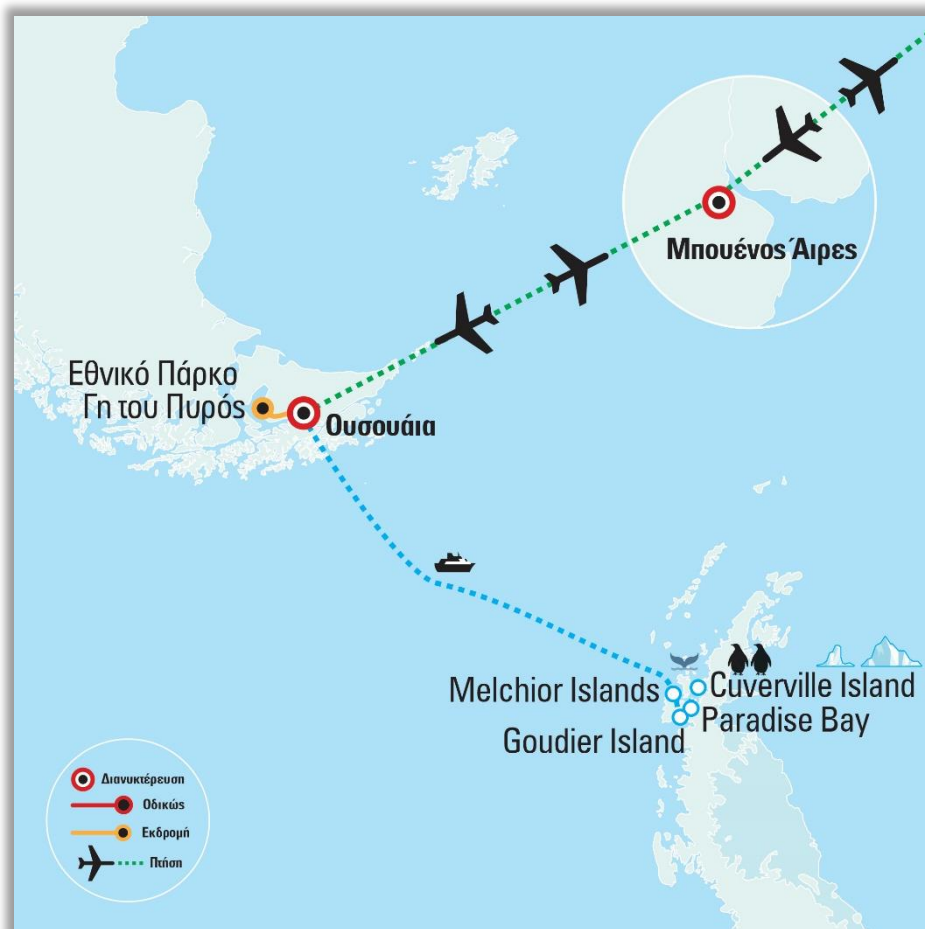 Μπουένος Άιρες
Εθνικό Πάρκο
Γη του Πυρός
Ουσουάια
Melchior Islands
Cuverville Island
Paradise Bay
Goudier Island
Διανυκτέρευση
Οδικώς
Εκδρομή
Πτήση